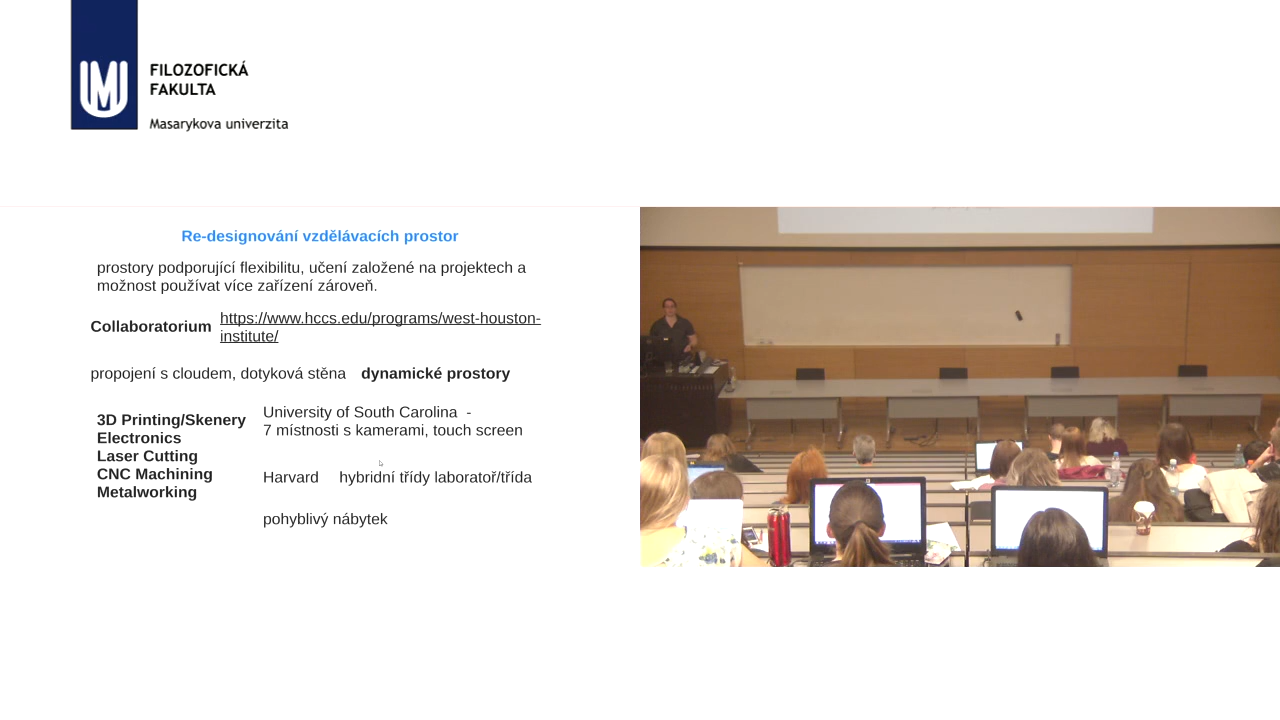 FILOZOFICKÁ
FAKULTA
Masarykova univerzita
Re-designování vzdělávacích prostor
prostory podporující flexibilitu, učení založené na projektech a
možnost používat více zařízení zároveň.
Collaboratorium
https://www.hccs.edu/programs/west-houston-
institute/
propojení s cloudem, dotyková stěna dynamické prostory
3D Printing/Skenery
Electronics
Laser Cutting
CNC Machining
Metalworking
University of South Carolina -
7 místnosti s kamerami, touch screen
Harvard hybridní třídy laboratoř/třída
pohyblivý nábytek